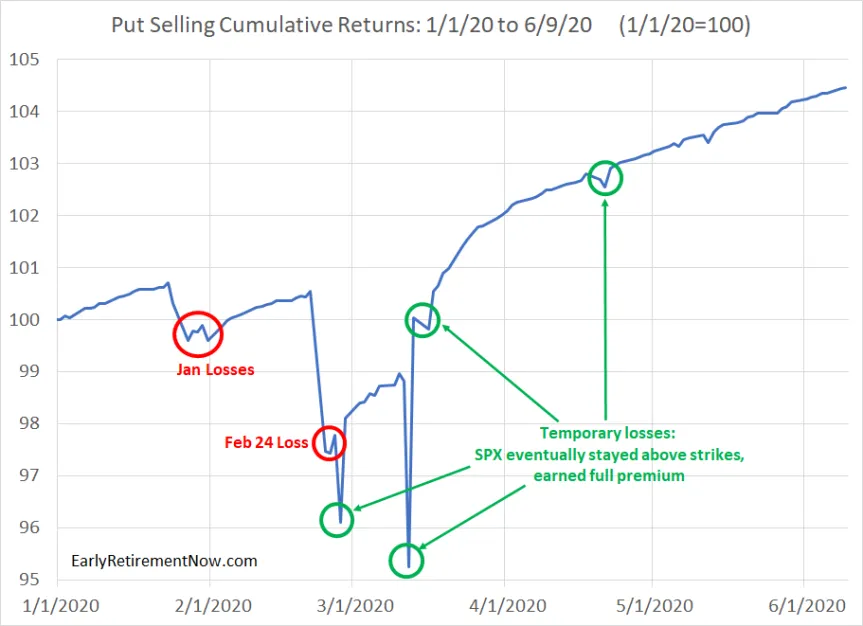 Put Selling Cumulative Returns: 1/1/20 to 6/9/20 (1/1/20=100)
105
104
103
102
101
100
99
98
97
96
95
Jan Losses
Feb 24 Loss
Temporary losses:
SPX eventually stayed above strikes,
earned full premium
EarlyRetirementNow.com
1/1/2020 2/1/2020 3/1/2020 4/1/2020 5/1/2020 6/1/2020